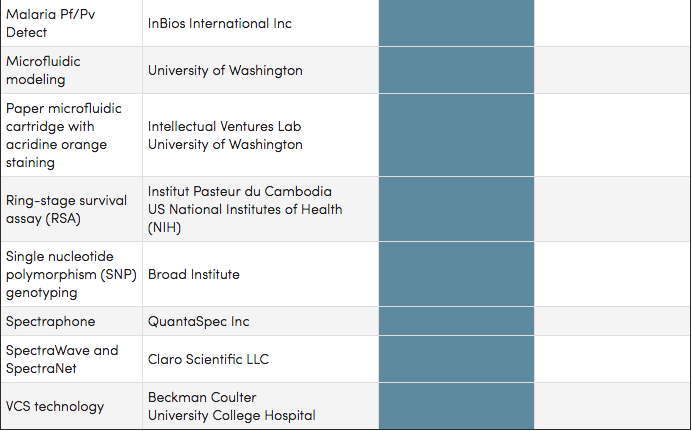 Malaria Pf/Pv
Detect
InBios International Inc
Microfluidic
modeling
University of Washington
Paper microfluidic
cartridge with
acridine orange
staining
Intellectual Ventures Lab
University of Washington
Ring-stage survival
assay (RSA)
Institut Pasteur du Cambodia
US National Institutes of Health
(NIH)
Single nucleotide
polymorphism (SNP)
genotyping
Broad Institute
Spectraphone
QuantaSpec Inc
SpectraWave and
SpectraNet
Claro Scientific LLC
VCS technology
Beckman Coulter
University College Hospital